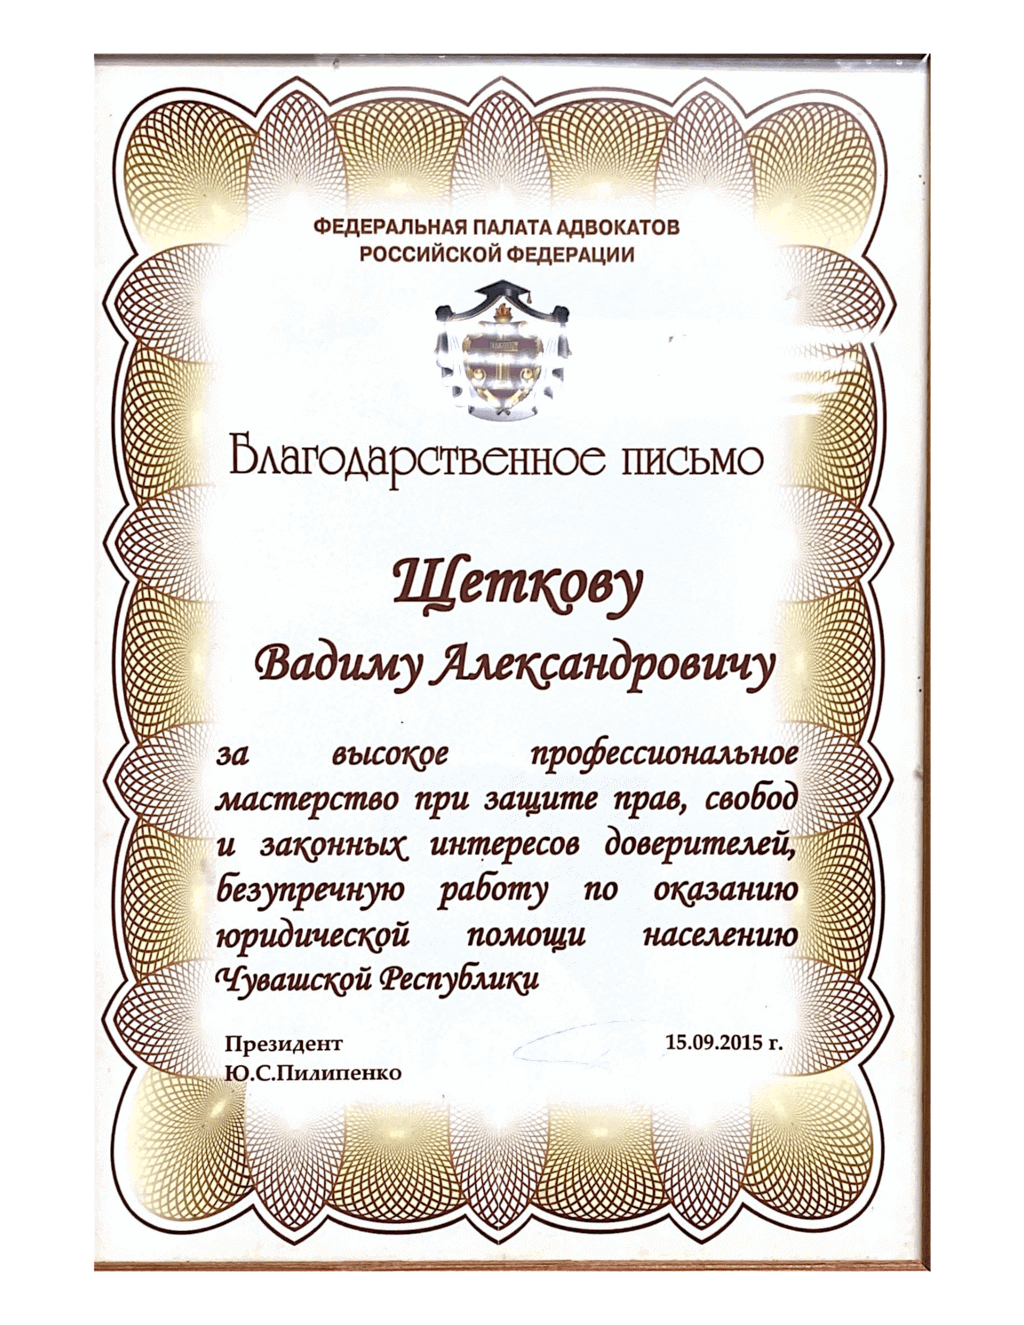 ФЕДЕРАЛЬНАЯ ПАЛАТА АДВОКАТОВ
РОССИЙСКОЙ ФЕДЕРАЦИИ
Благодарственное письмо
Щеткову
Вадиму Александровичу
за высокое профессиональное
мастерство при защите прав, свобод
и законных интересов доверителей,
безупречную работу по оказанию
юридической помощи населению
Чувашской Республики
Президент
Ю.С.Пилипенко
15.09.2015 г.